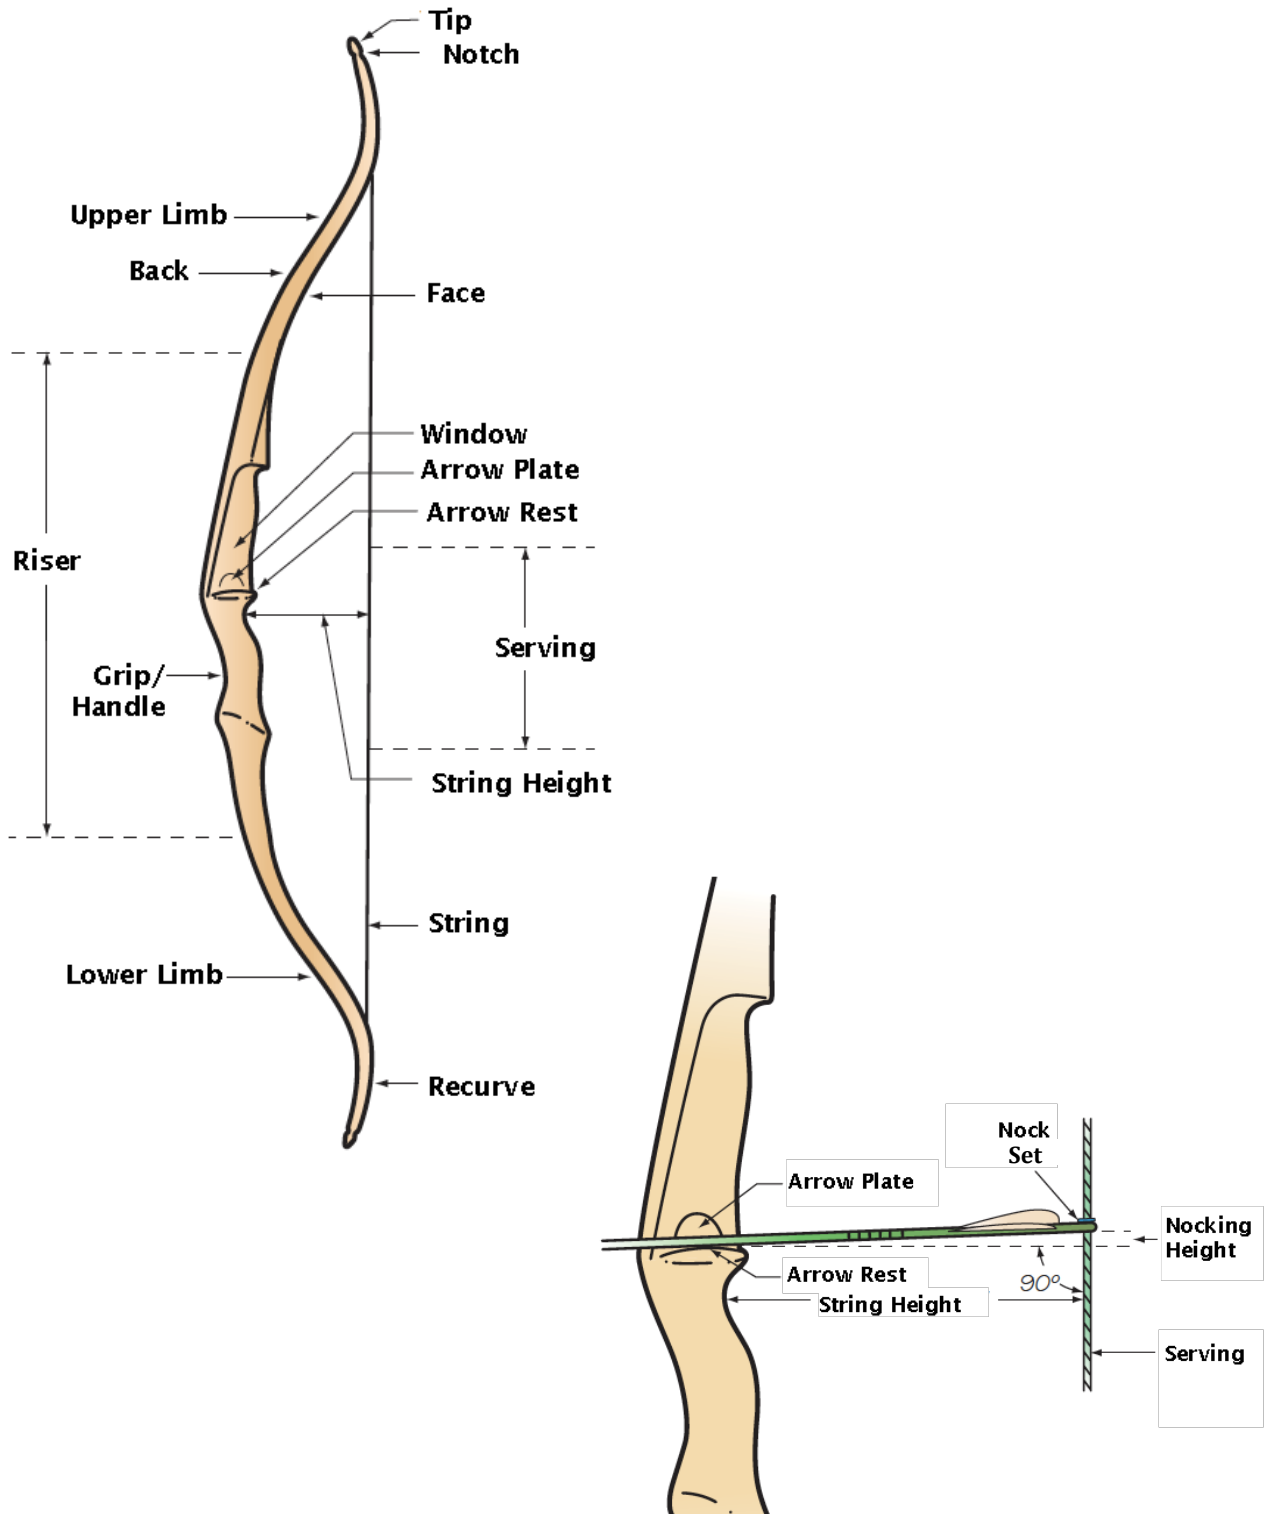 Tip
Notch
Upper Limb
Back
Face
Window
Arrow Plate
Arrow Rest
Riser
Serving
Grip/
Handle
String Height
String
Lower Limb
Recurve
Nock
Set
Arrow Plate
Nocking
Height
Arrow Rest
90°
String Height
Serving